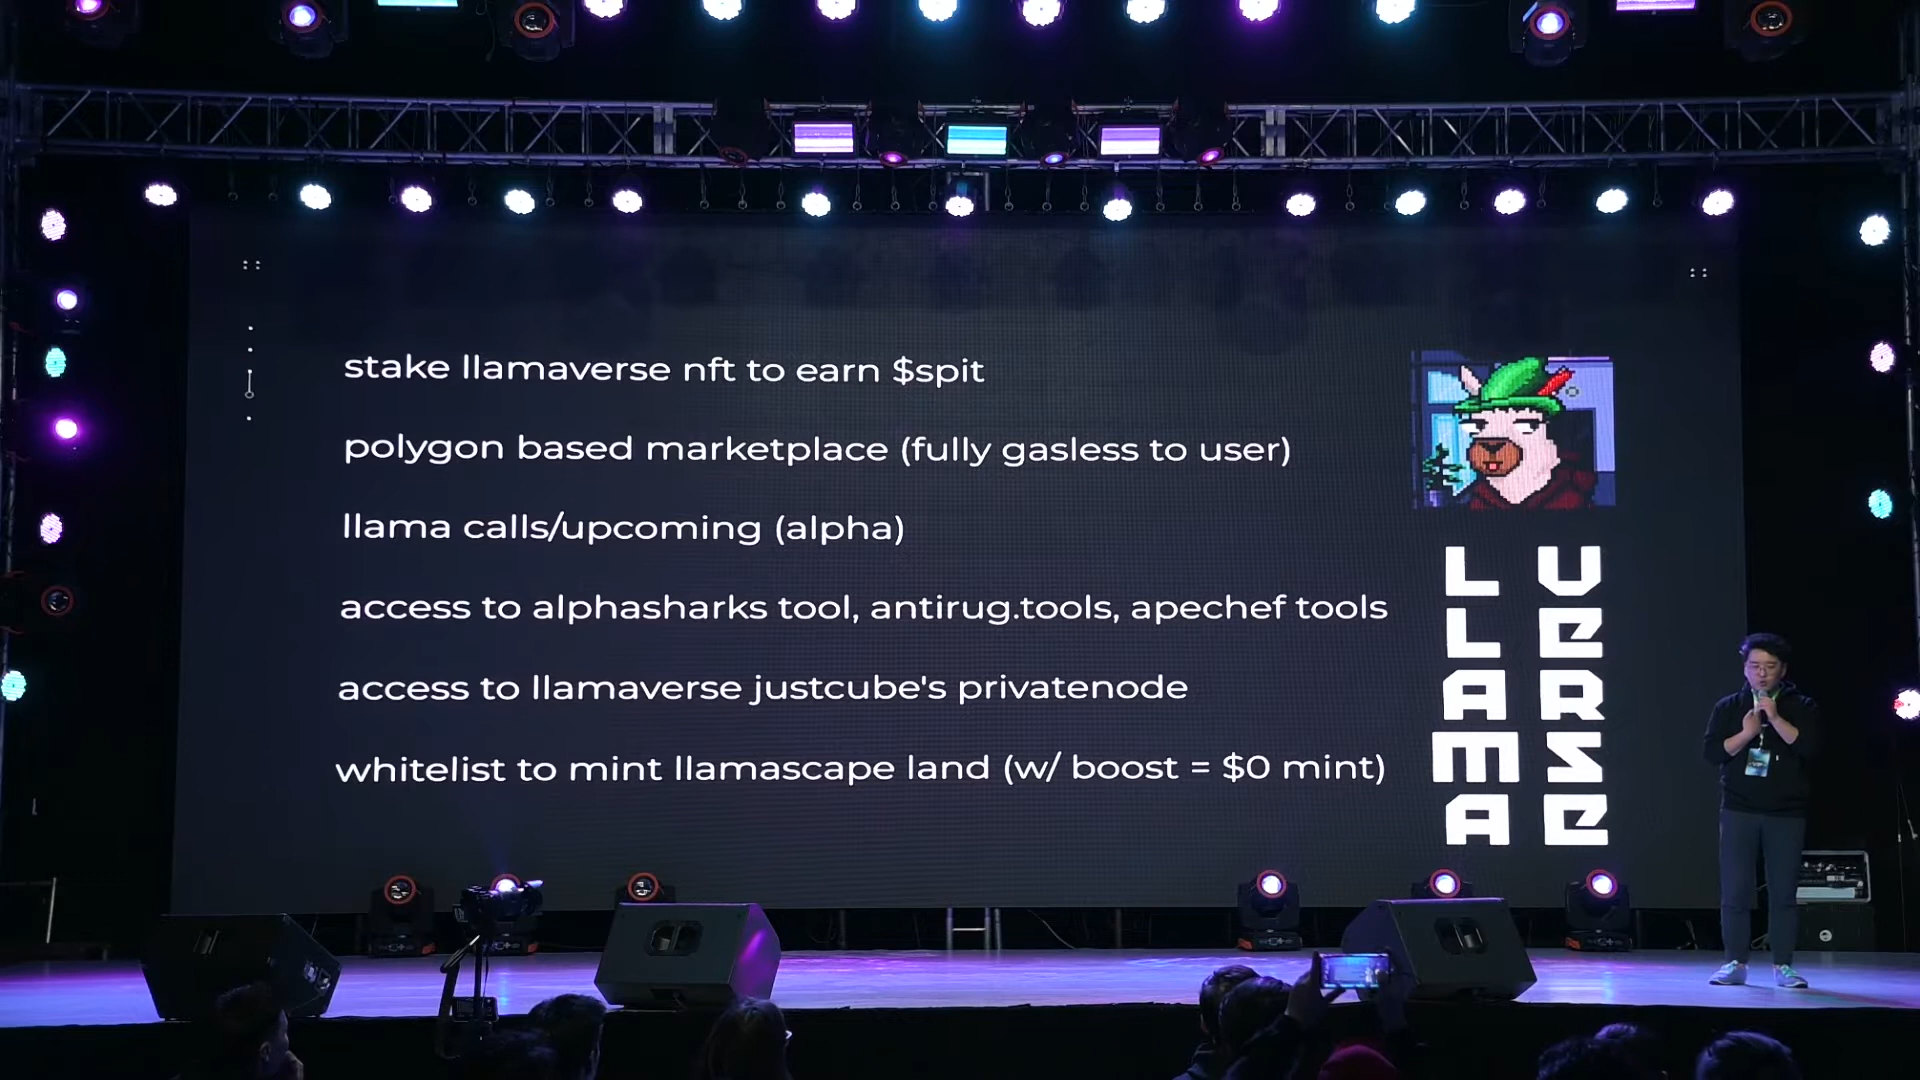 stake llamaverse nft to earn $spit
polygon based marketplace (fully gasless to user)
llama calls/upcoming (alpha)
access to alphasharks tool, antirug.tools, apechef tools
access to llamaverse justcube's privatenode
whitelist to mint llamascape land (w/ boost = $0 mint)
LLAMA
VERSE